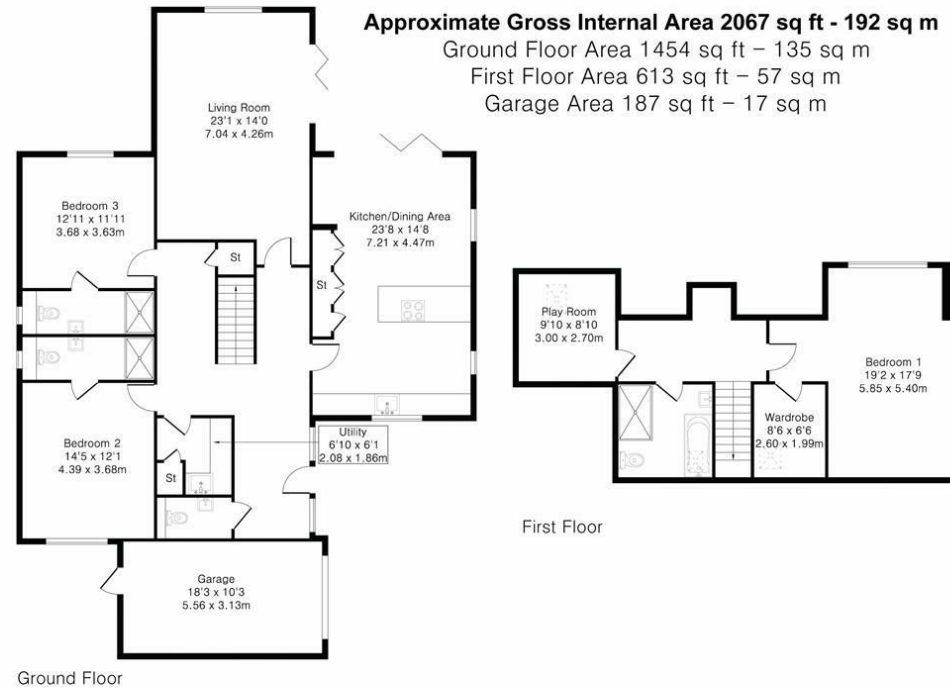 Approximate Gross Internal Area 2067 sq ft - 192 sq m
Ground Floor Area 1454 sq ft – 135 sq m
First Floor Area 613 sq ft – 57 sq m
Garage Area 187 sq ft – 17 sq m
Living Room
23'1 x 14'0
7.04 x 4.26m
Bedroom 3
12'11 x 11'11
3.68 x 3.63m
Kitchen/Dining Area
23'8 x 14'8
7.21 x 4.47m
St
St
Bedroom 2
14'5 x 12'1
4.39 x 3.68m
Utility
6'10 x 6'1
2.08 x 1.86m
St
Garage
18'3 x 10'3
5.56 x 3.13m
Ground Floor
Play Room
9'10 x 8'10
3.00 x 2.70m
Bedroom 1
19'2 x 17'9
5.85 x 5.40m
Wardrobe
8'6 x 6'6
2.60 x 1.99m
First Floor